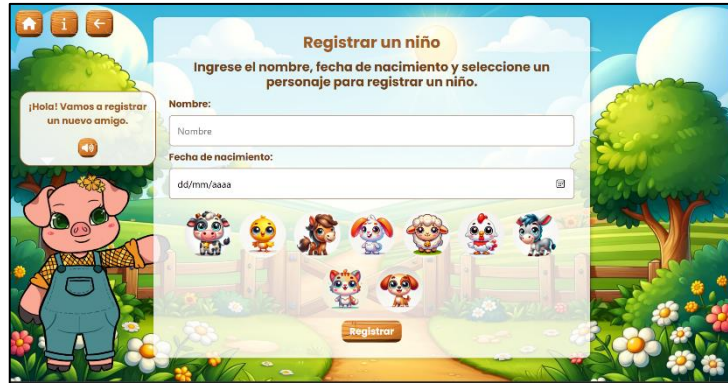 i
Registrar un niño
Ingrese el nombre, fecha de nacimiento y seleccione un
personaje para registrar un niño.
¡Hola! Vamos a registrar
un nuevo amigo.
Nombre:
Nombre
Fecha de nacimiento:
dd/mm/aaaa
Registrar